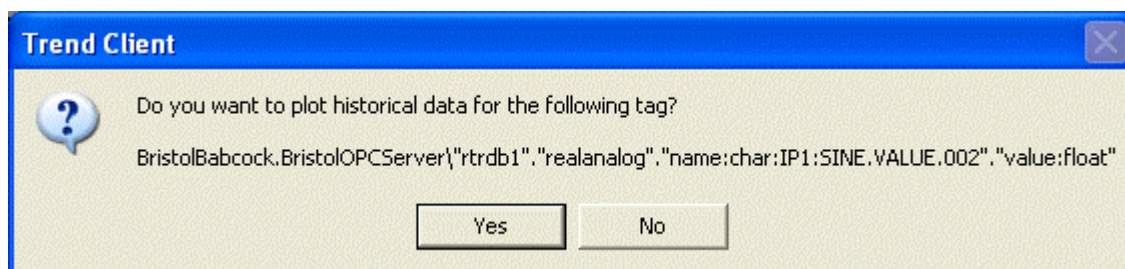 Trend Client
Do you want to plot historical data for the following tag?
BristolBabcock.BristolOPCServer\"rtrdb1"."realanalog"."name:char:IP1:SINE.VALUE.002"."value:float"
Yes No